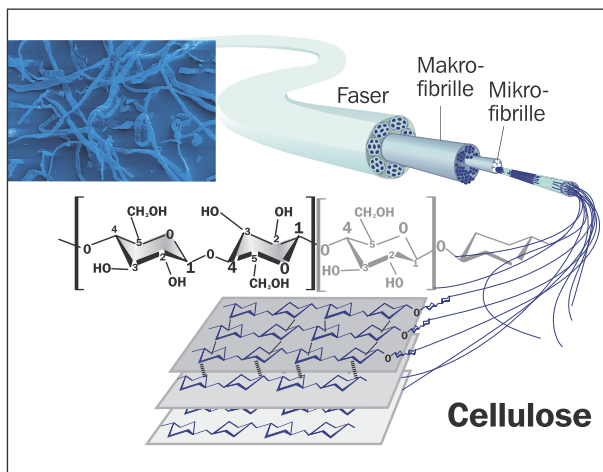 Faser
Makro-
fibrille
Mikro-
fibrille
CH₂OH
HO
OH
1
CH₂OH
4
5
O
3
2
4
5
O
O
HO
3
2
OH
1
O
4
5
O
CH₂OH
O
HO
3
2
HO
1
O
O
O
O
Cellulose